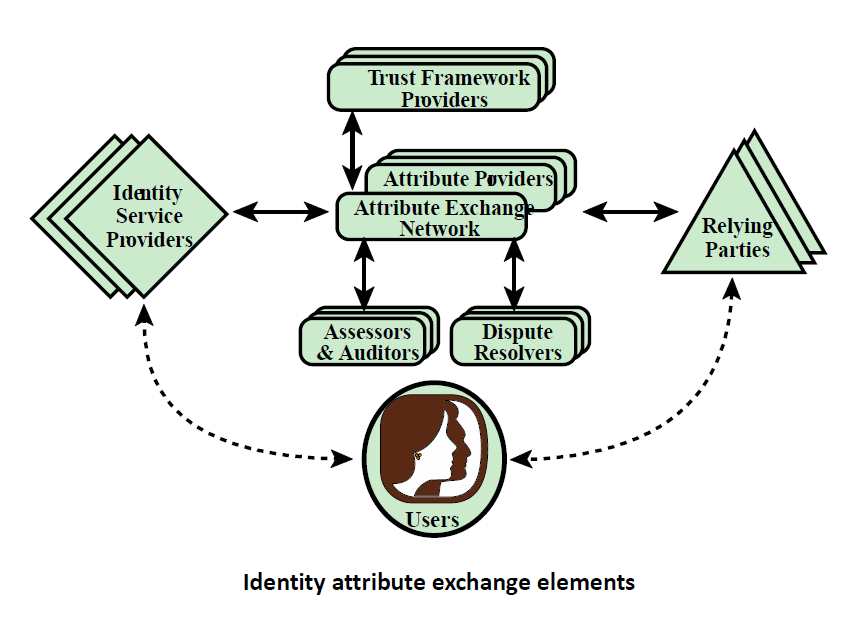 Trust Framework
Providers
Attribute Providers
Attribute Exchange
Network
Identity
Service
Providers
Relying
Parties
Assessors
& Auditors
Dispute
Resolvers
Users
Identity attribute exchange elements